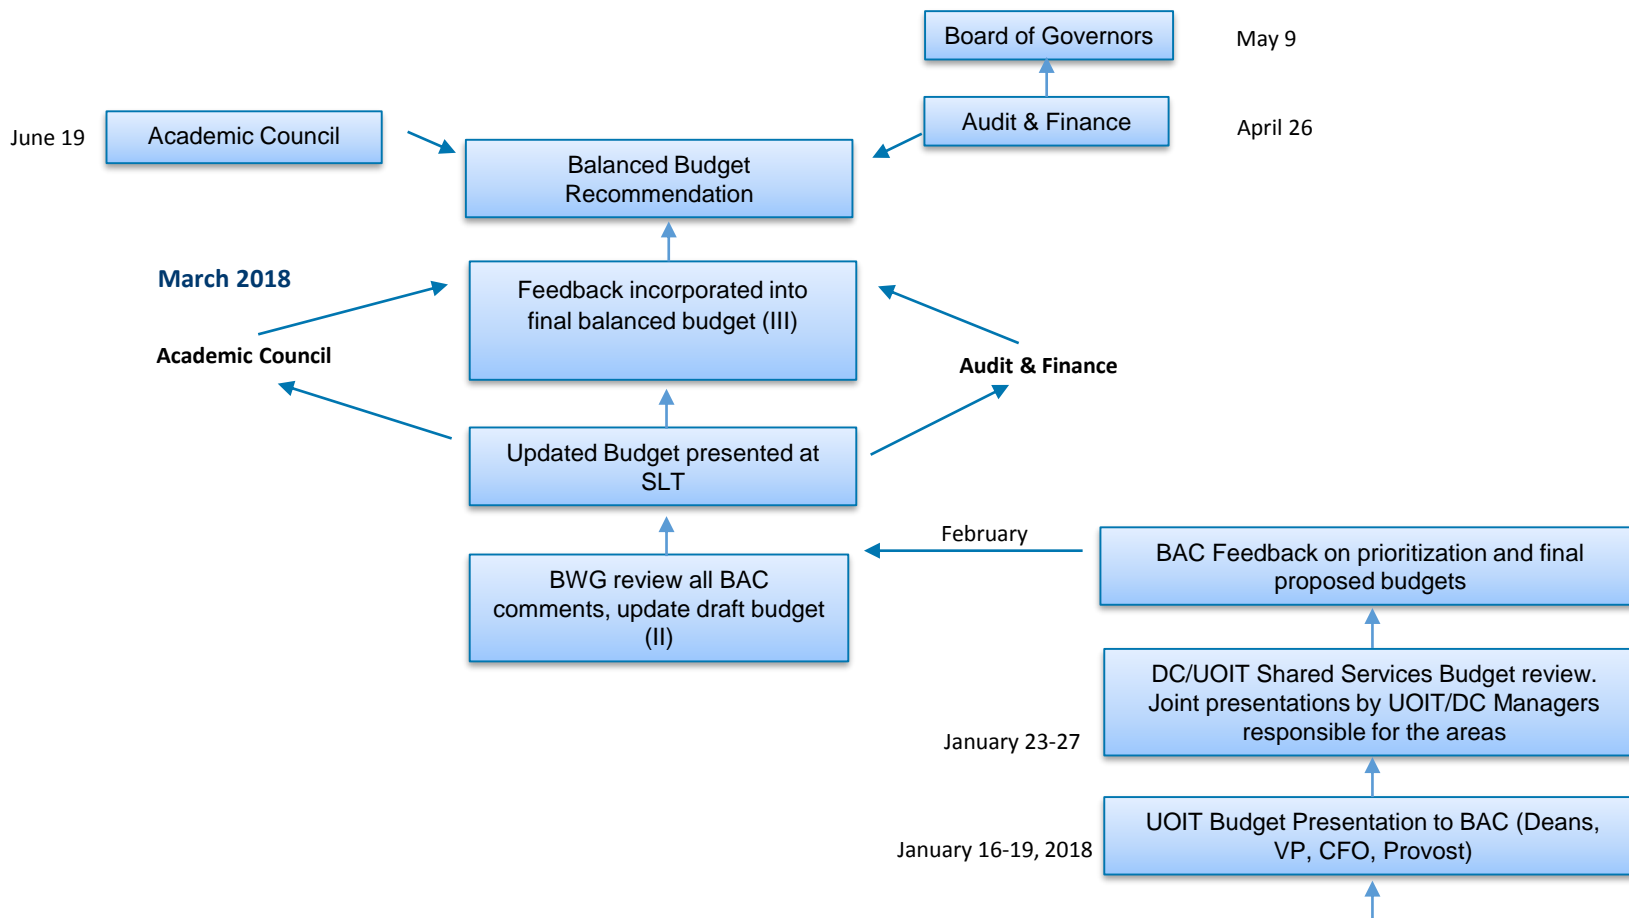 Board of Governors
May 9
June 19
Academic Council
Audit & Finance
April 26
Balanced Budget
Recommendation
March 2018
Feedback incorporated into
final balanced budget (III)
Academic Council
Audit & Finance
Updated Budget presented at
SLT
February
BWG review all BAC
comments, update draft budget
(II)
BAC Feedback on prioritization and final
proposed budgets
DC/UOIT Shared Services Budget review.
Joint presentations by UOIT/DC Managers
responsible for the areas
January 23-27
UOIT Budget Presentation to BAC (Deans,
VP, CFO, Provost)
January 16-19, 2018